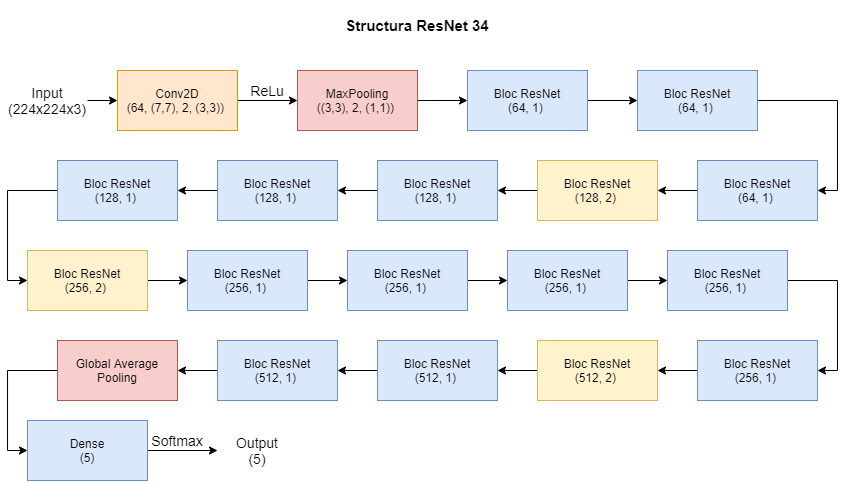 Structura ResNet 34
Input
(224x224x3)
Conv2D
(64, (7,7), 2, (3,3))
ReLu
MaxPooling
((3,3), 2, (1,1))
Bloc ResNet
(64, 1)
Bloc ResNet
(64, 1)
Bloc ResNet
(64, 1)
Bloc ResNet
(128, 2)
Bloc ResNet
(128, 1)
Bloc ResNet
(128, 1)
Bloc ResNet
(128, 1)
Bloc ResNet
(256, 2)
Bloc ResNet
(256, 1)
Bloc ResNet
(256, 1)
Bloc ResNet
(256, 1)
Bloc ResNet
(256, 1)
Bloc ResNet
(256, 1)
Bloc ResNet
(512, 2)
Bloc ResNet
(512, 1)
Bloc ResNet
(512, 1)
Global Average
Pooling
Dense
(5)
Softmax
Output
(5)